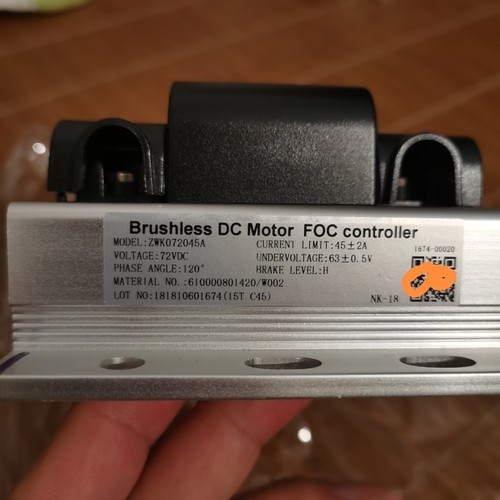 Brushless DC Motor FOC controller
MODEL:ZWK072045A CURRENT LIMIT:45±2A 1674-00020
VOLTAGE:72VDC UNDERVOLTAGE:63±0.5V
PHASE ANGLE:120° BRAKE LEVEL:H
MATERIAL NO.:610000801420/W002
LOT NO:181810601674(15T C45) NK-18